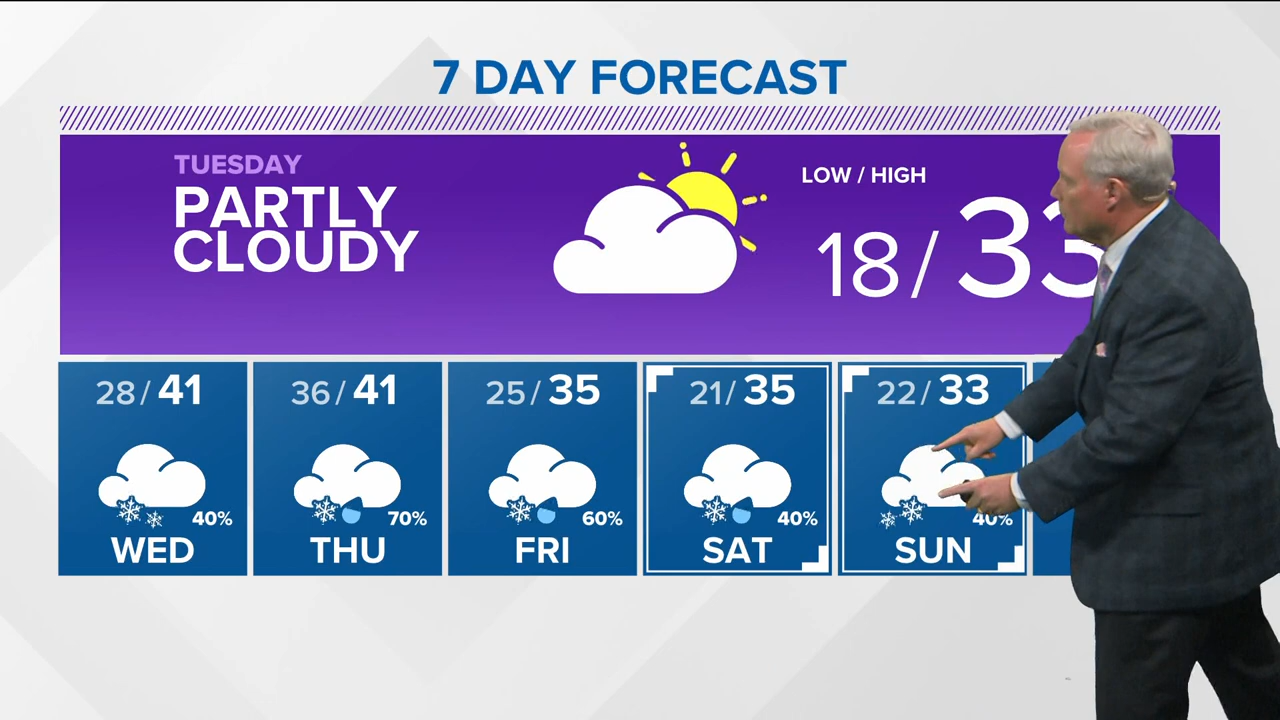 7 DAY FORECAST
TUESDAY
PARTLY
CLOUDY
LOW / HIGH
18 / 33
28 / 41
40%
WED
36 / 41
70%
THU
25 / 35
60%
FRI
21 / 35
40%
SAT
22 / 33
40%
SUN